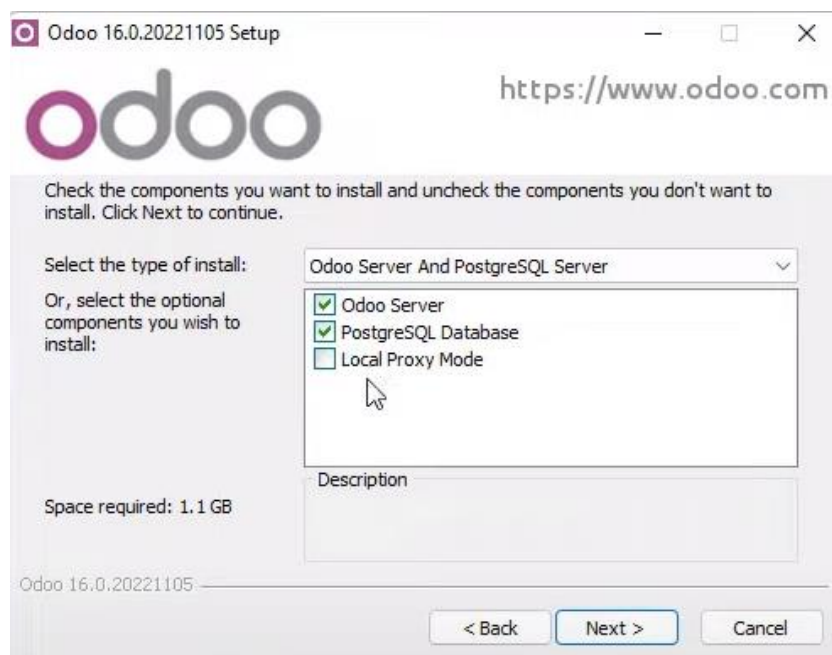 Odoo 16.0.20221105 Setup
odoo
https://www.odoo.com
Check the components you want to install and uncheck the components you don't want to
install. Click Next to continue.
Select the type of install:
Odoo Server And PostgreSQL Server
Or, select the optional
components you wish to
install:
Odoo Server
PostgreSQL Database
Local Proxy Mode
Description
Space required: 1.1 GB
Odoo 16.0.20221105
< Back
Next >
Cancel